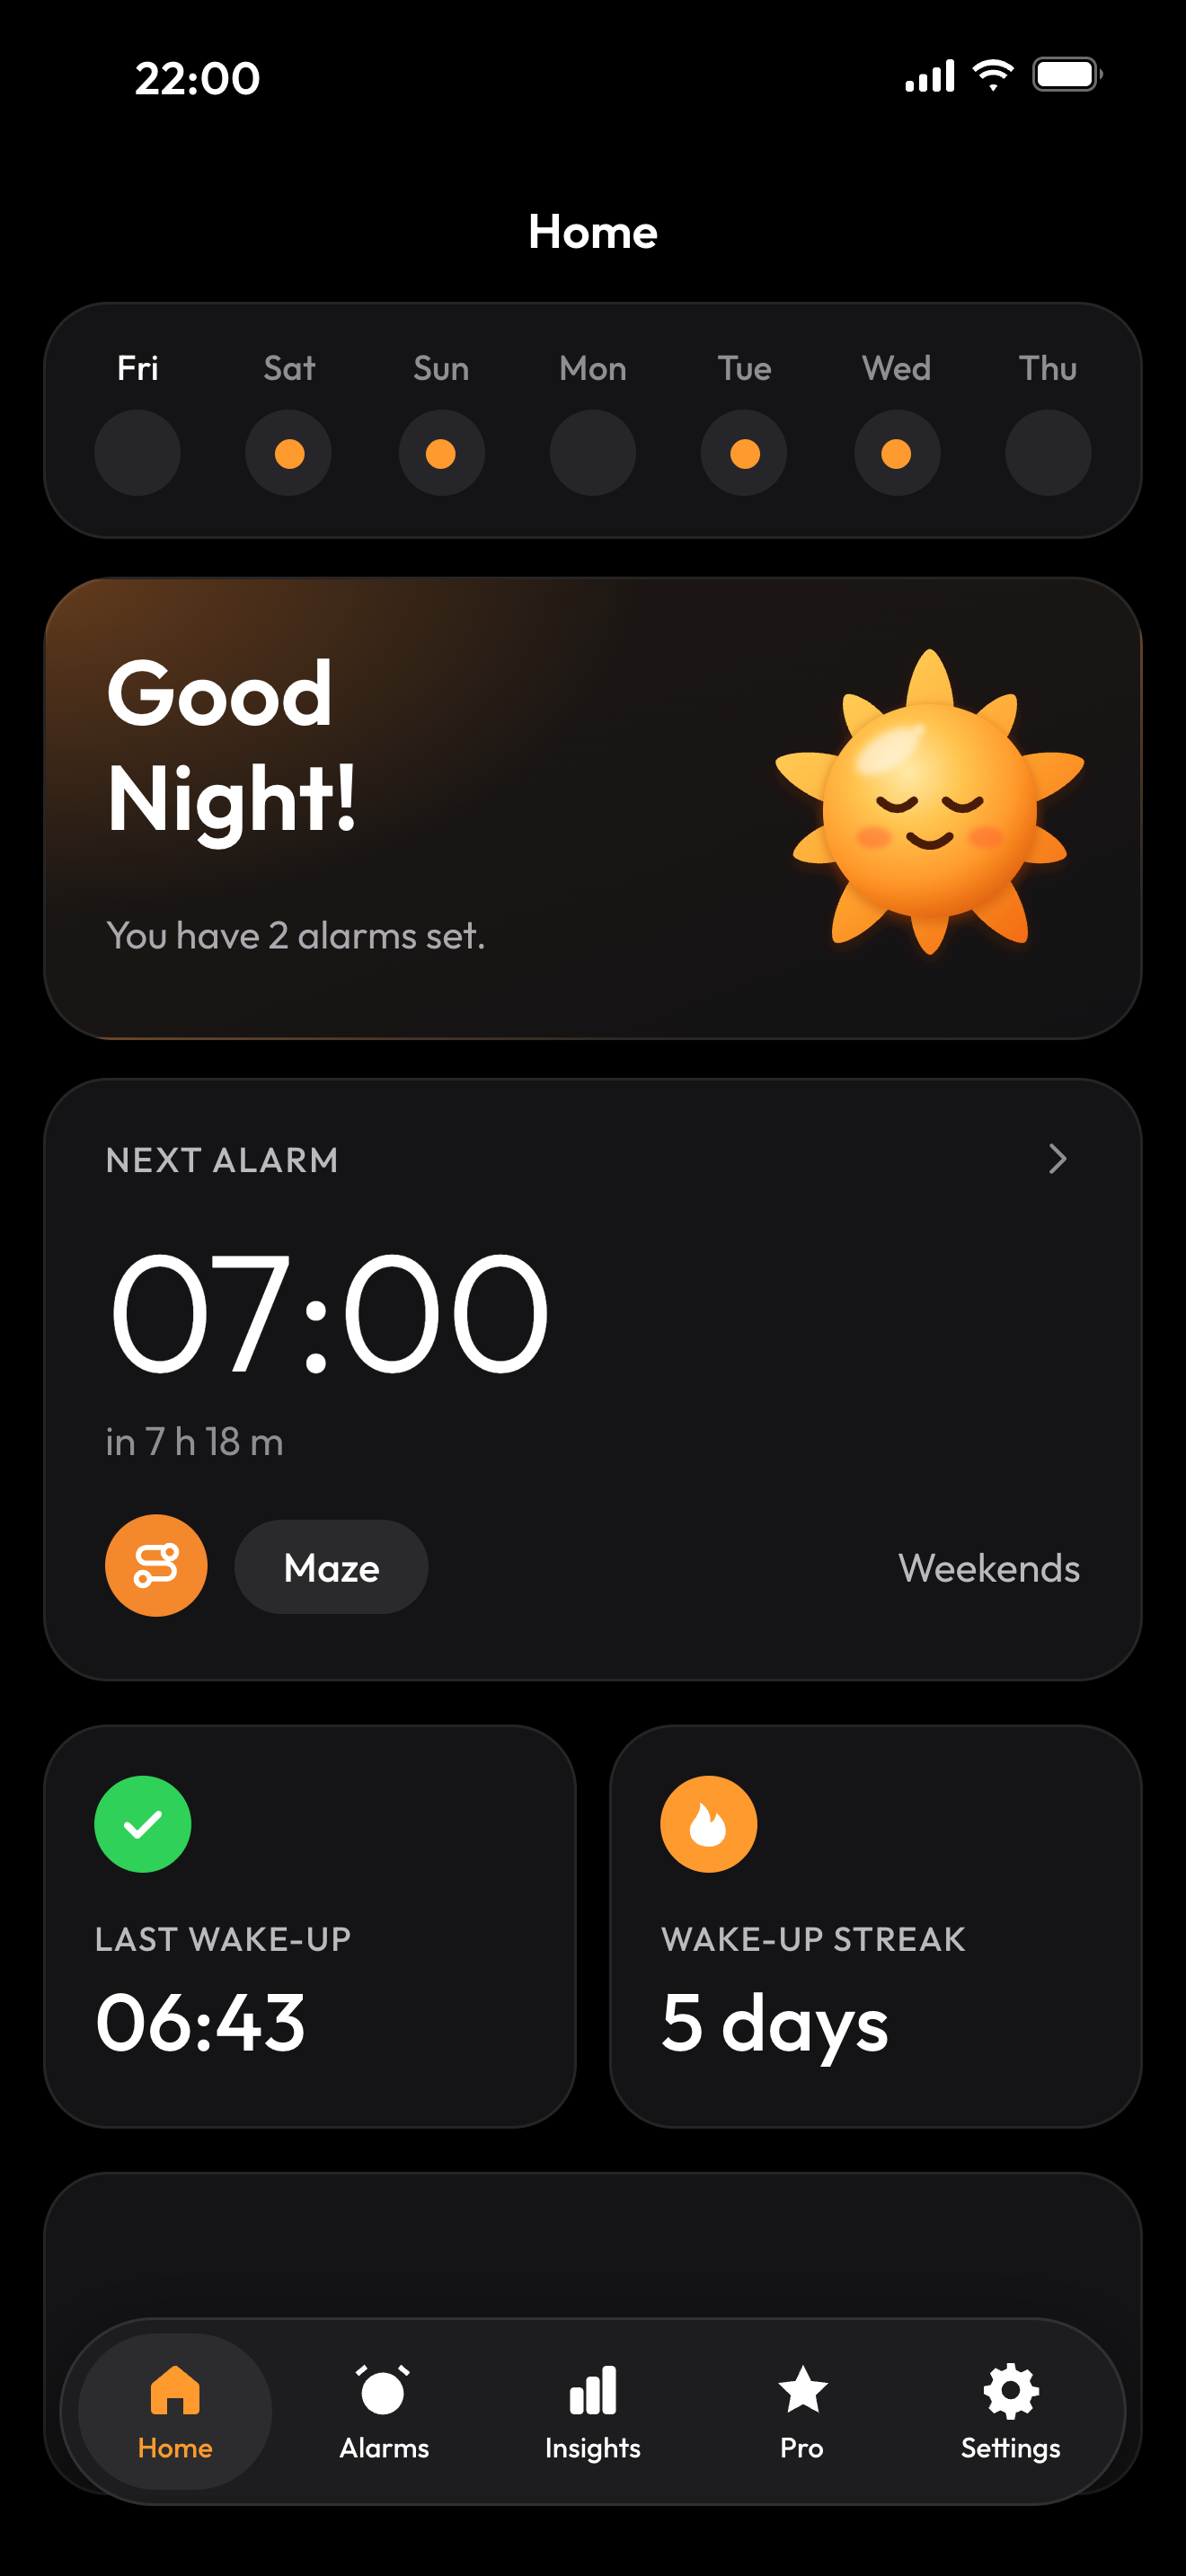 22:00
Home
Fri Sat Sun Mon Tue Wed Thu
Good
Night!
You have 2 alarms set.
NEXT ALARM
07:00
in 7 h 18 m
Maze Weekends
LAST WAKE-UP
06:43
WAKE-UP STREAK
5 days
Home Alarms Insights Pro Settings